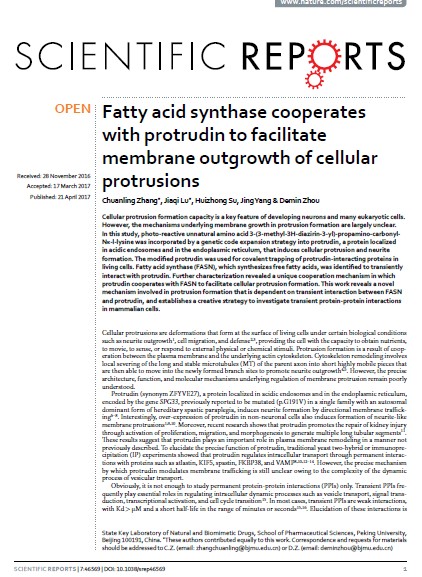 www.nature.com/scientificreports
SCIENTIFIC REPORTS
OPEN
Fatty acid synthase cooperates
with protrudin to facilitate
membrane outgrowth of cellular
protrusions
Received: 28 November 2016
Accepted: 17 March 2017
Published: 21 April 2017
Chuanling Zhang*, Jiaqi Lu*, Huizhong Su, Jing Yang & Demin Zhou
Cellular protrusion formation capacity is a key feature of developing neurons and many eukaryotic cells.
However, the mechanisms underlying membrane growth in protrusion formation are largely unclear.
In this study, photo-reactive unnatural amino acid 3-(3-methyl-3H-diazirin-3-yl)-propamino-carbonyl-
Nε-l-lysine was incorporated by a genetic code expansion strategy into protrudin, a protein localized
in acidic endosomes and in the endoplasmic reticulum, that induces cellular protrusion and neurite
formation. The modified protrudin was used for covalent trapping of protrudin-interacting proteins in
living cells. Fatty acid synthase (FASN), which synthesizes free fatty acids, was identified to transiently
interact with protrudin. Further characterization revealed a unique cooperation mechanism in which
protrudin cooperates with FASN to facilitate cellular protrusion formation. This work reveals a novel
mechanism involved in protrusion formation that is dependent on transient interaction between FASN
and protrudin, and establishes a creative strategy to investigate transient protein-protein interactions
in mammalian cells.
Cellular protrusions are deformations that form at the surface of living cells under certain biological conditions
such as neurite outgrowth, cell migration, and defense, providing the cell with the capacity to obtain nutrients,
to move, to sense, or respond to external physical or chemical stimuli. Protrusion formation is a result of coop-
eration between the plasma membrane and the underlying actin cytoskeleton. Cytoskeleton remodeling involves
local severing of the long and stable microtubules (MT) of the parent axon into short highly mobile pieces that
are then able to move into the newly formed branch sites to promote neurite outgrowth. However, the precise
architecture, function, and molecular mechanisms underlying regulation of membrane protrusion remain poorly
understood.
Protrudin (synonym ZFYVE27), a protein localized in acidic endosomes and in the endoplasmic reticulum,
encoded by the gene SPG33, previously reported to be mutated (p.G191V) in a single family with an autosomal
dominant form of hereditary spastic paraplegia, induces neurite formation by directional membrane traffick-
ing. Interestingly, over-expression of protrudin in non-neuronal cells also induces formation of neurite-like
membrane protrusions. Moreover, recent research shows that protrudin promotes the repair of kidney injury
through activation of proliferation, migration, and morphogenesis to generate multiple long tubular segments.
These results suggest that protrudin plays an important role in plasma membrane remodeling in a manner not
previously described. To elucidate the precise function of protrudin, traditional yeast two-hybrid or immunopre-
cipitation (IP) experiments showed that protrudin regulates intracellular transport through permanent interac-
tions with proteins such as atlastin, KIF5, spastin, FKBP38, and VAMP. However, the precise mechanism
by which protrudin modulates membrane trafficking is still unclear owing to the complexity of the dynamic
process of vesicular transport.
Obviously, it is not enough to study permanent protein-protein interactions (PPIs) only. Transient PPIs fre-
quently play essential roles in regulating intracellular dynamic processes such as vesicle transport, signal trans-
duction, transcriptional activation, and cell cycle transition. In most cases, transient PPIs are weak interactions,
with Kd > μM and a short half-life in the range of minutes or seconds. Elucidation of these interactions is
State Key Laboratory of Natural and Biomimetic Drugs, School of Pharmaceutical Sciences, Peking University,
Beijing 100191, China. *These authors contributed equally to this work. Correspondence and requests for materials
should be addressed to C.Z. (email: zhangchuanling@bjmu.edu.cn) or D.Z. (email: deminzhou@bjmu.edu.cn)
SCIENTIFIC REPORTS | 7:46569 | DOI: 10.1038/srep46569
1